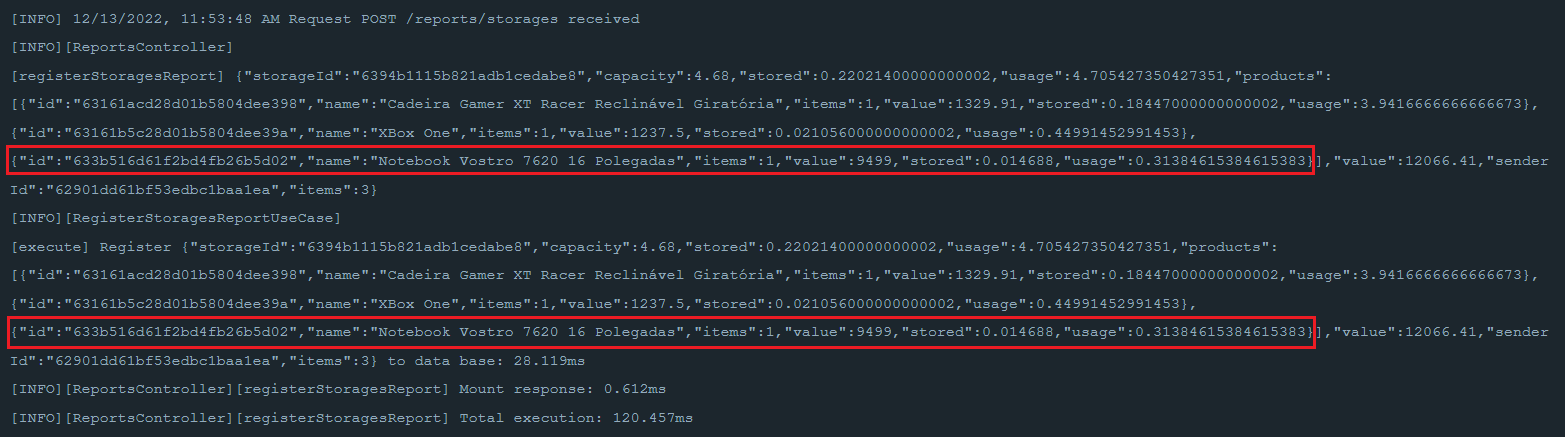 [INFO] 12/13/2022, 11:53:48 AM Request POST /reports/storages received
[INFO][ReportsController]
[registerStoragesReport] {"storageId":"6394b1115b821adb1cedabe8","capacity":4.68,"stored":0.22021400000000002,"usage":4.705427350427351,"products":
[{"id":"63161acd28d01b5804dee398","name":"Cadeira Gamer XT Racer Reclinável Giratória","items":1,"value":1329.91,"stored":0.18447000000000002,"usage":3.9416666666666673},
{"id":"63161b5c28d01b5804dee39a","name":"XBox One","items":1,"value":1237.5,"stored":0.021056000000000002,"usage":0.44991452991453},
{"id":"633b516d61f2bd4fb26b5d02","name":"Notebook Vostro 7620 16 Polegadas","items":1,"value":9499,"stored":0.014688,"usage":0.31384615384615383}],"value":12066.41,"sender
Id":"62901dd61bf53edbc1baa1ea","items":3}
[INFO][RegisterStoragesReportUseCase]
[execute] Register {"storageId":"6394b1115b821adb1cedabe8","capacity":4.68,"stored":0.22021400000000002,"usage":4.705427350427351,"products":
[{"id":"63161acd28d01b5804dee398","name":"Cadeira Gamer XT Racer Reclinável Giratória","items":1,"value":1329.91,"stored":0.18447000000000002,"usage":3.9416666666666673},
{"id":"63161b5c28d01b5804dee39a","name":"XBox One","items":1,"value":1237.5,"stored":0.021056000000000002,"usage":0.44991452991453},
{"id":"633b516d61f2bd4fb26b5d02","name":"Notebook Vostro 7620 16 Polegadas","items":1,"value":9499,"stored":0.014688,"usage":0.31384615384615383}],"value":12066.41,"sender
Id":"62901dd61bf53edbc1baa1ea","items":3} to data base: 28.119ms
[INFO][ReportsController][registerStoragesReport] Mount response: 0.612ms
[INFO][ReportsController][registerStoragesReport] Total execution: 120.457ms